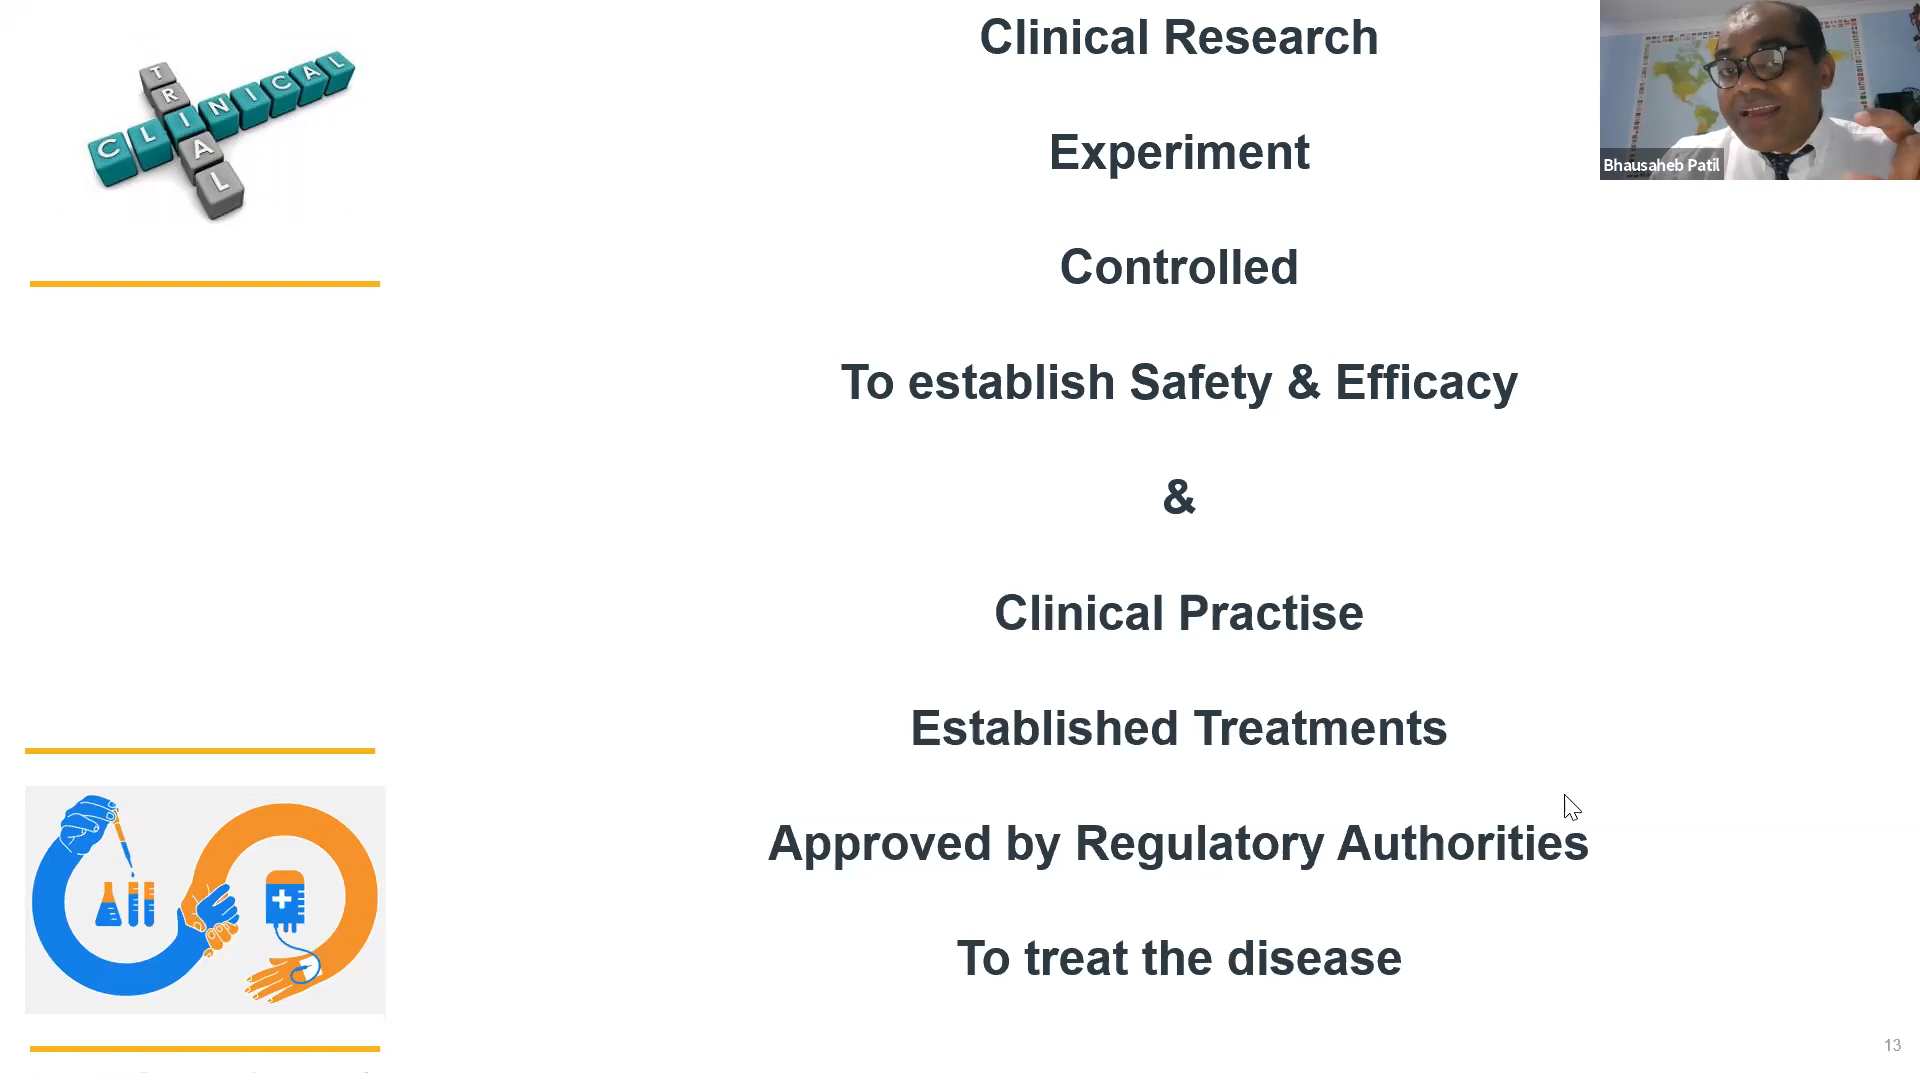 TRIAL
CLINICAL
Clinical Research
Experiment
Controlled
To establish Safety & Efficacy
&
Clinical Practise
Established Treatments
Approved by Regulatory Authorities
To treat the disease
Bhausaheb Patil
13